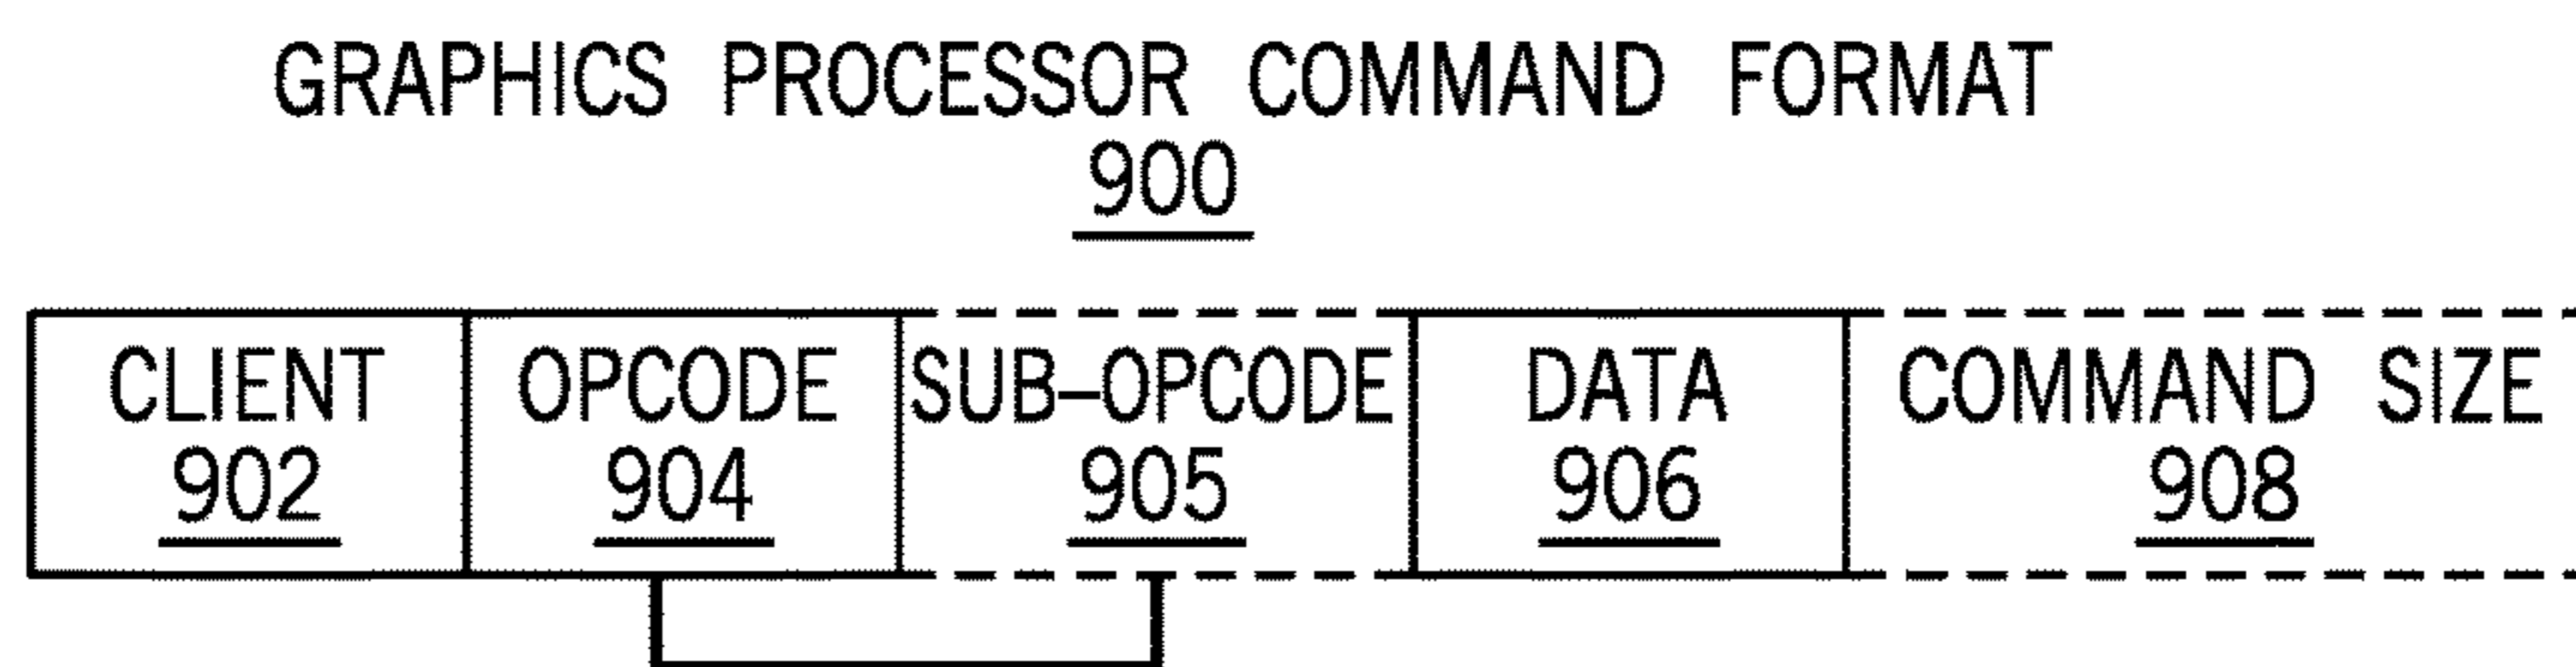 GRAPHICS PROCESSOR COMMAND FORMAT
900
CLIENT OPCODE SUB-OPCODE DATA COMMAND SIZE
902 904 905 906 908